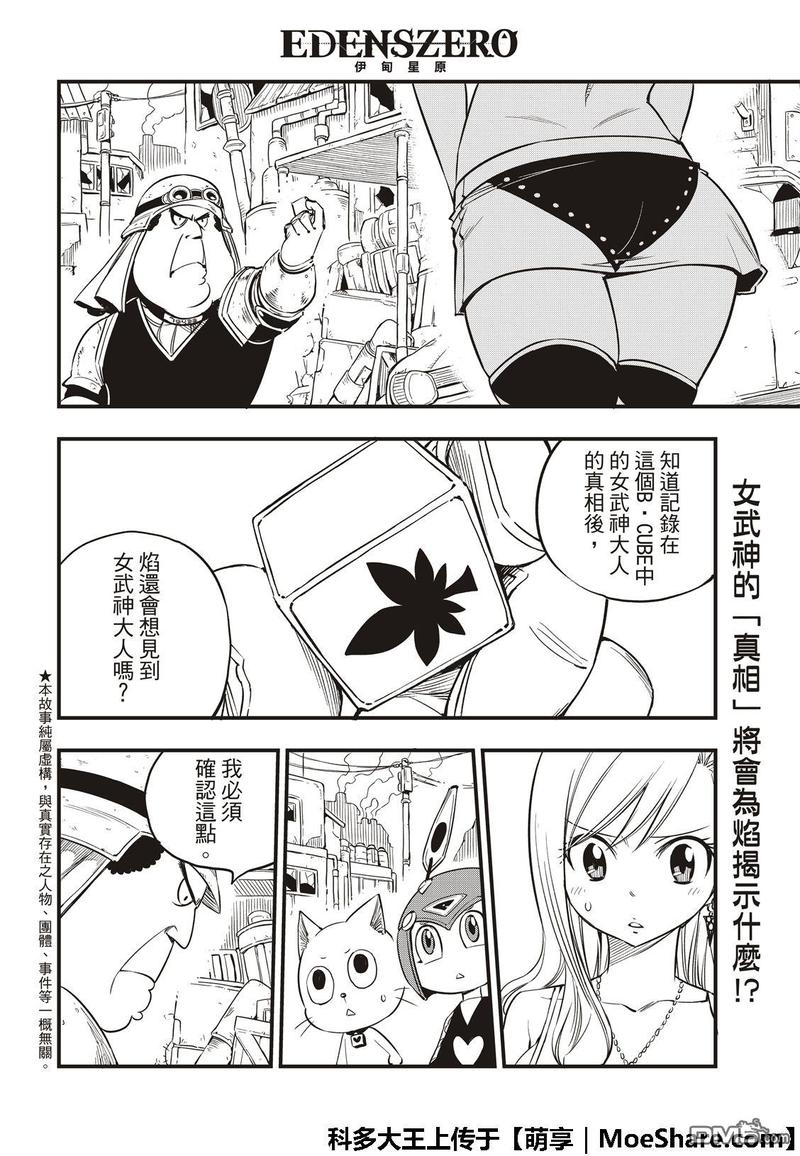 EDENSZERO
伊甸星原
知道記錄在
這個B・CUBE中
的女武神大人
的真相後，
焰還會想見到
女武神大人嗎？
女武神的「真相」將會為焰揭示什麼!?
我必須
確認這點。
★本故事純屬虛構，與真實存在之人物、團體、事件等一概無關。
科多大王上传于【萌享｜MoeShare.com】